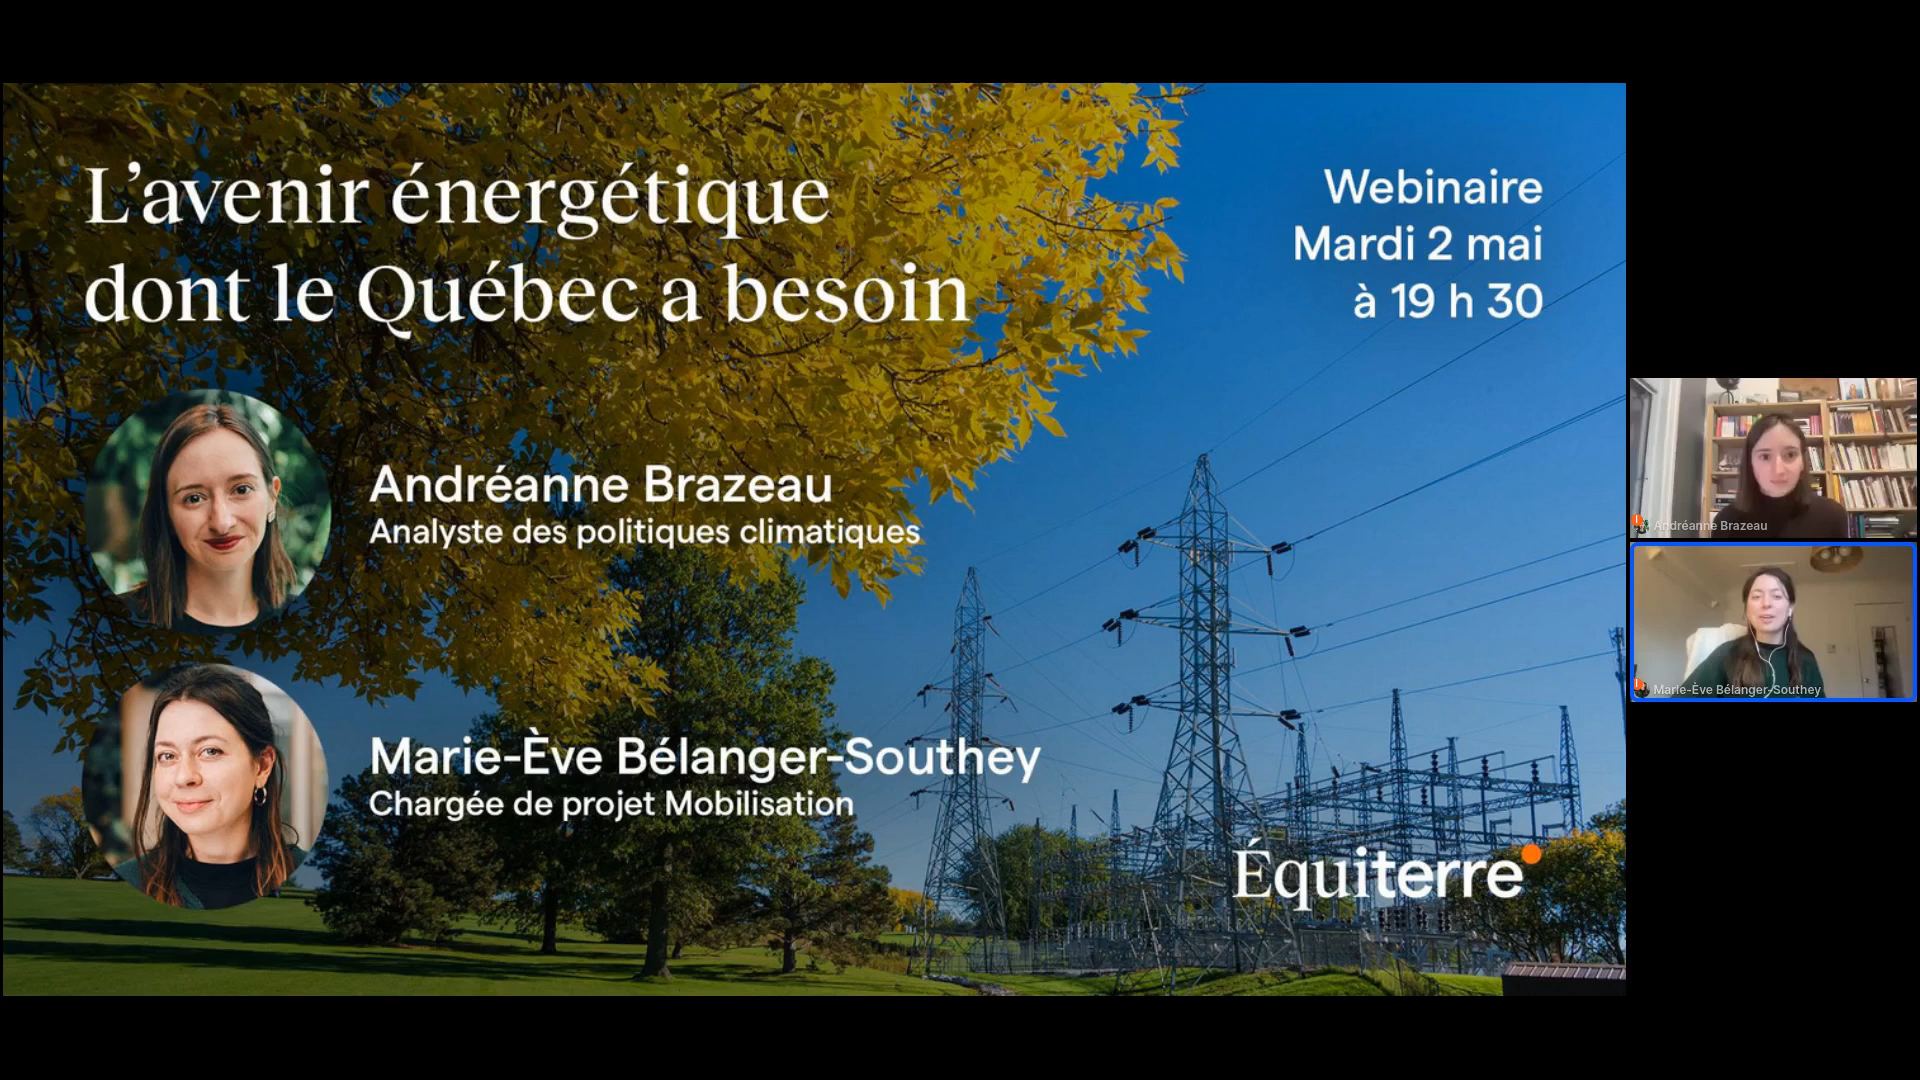 L’avenir énergétique
dont le Québec a besoin
Webinaire
Mardi 2 mai
à 19 h 30
Andréanne Brazeau
Analyste des politiques climatiques
Marie-Ève Bélanger-Southey
Chargée de projet Mobilisation
Équiterre
Andréanne Brazeau
Marie-Ève Bélanger-Southey